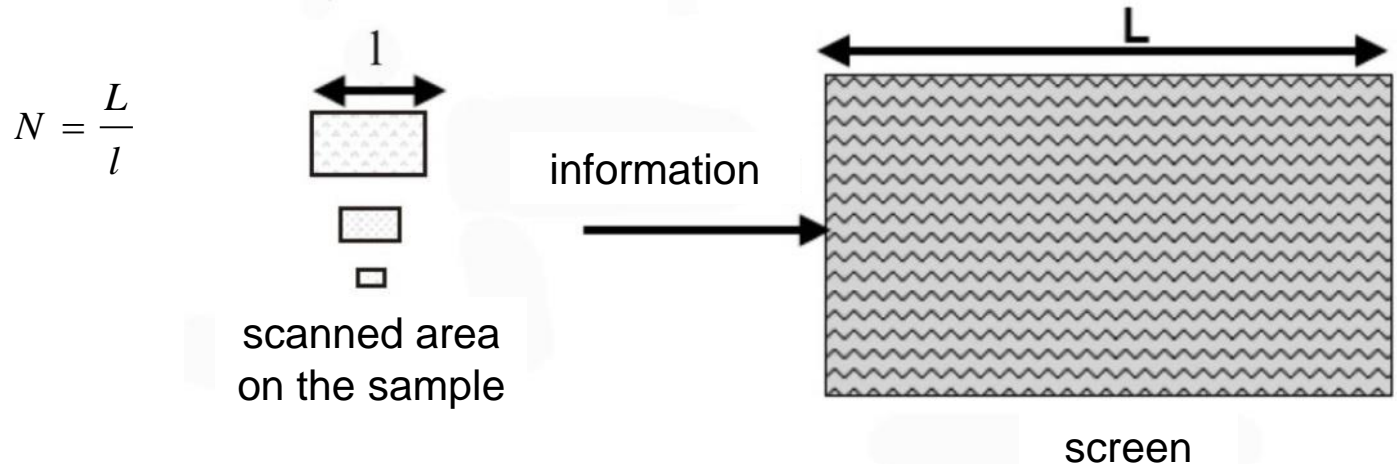 N = L / l
l
L
information
scanned area
on the sample
screen